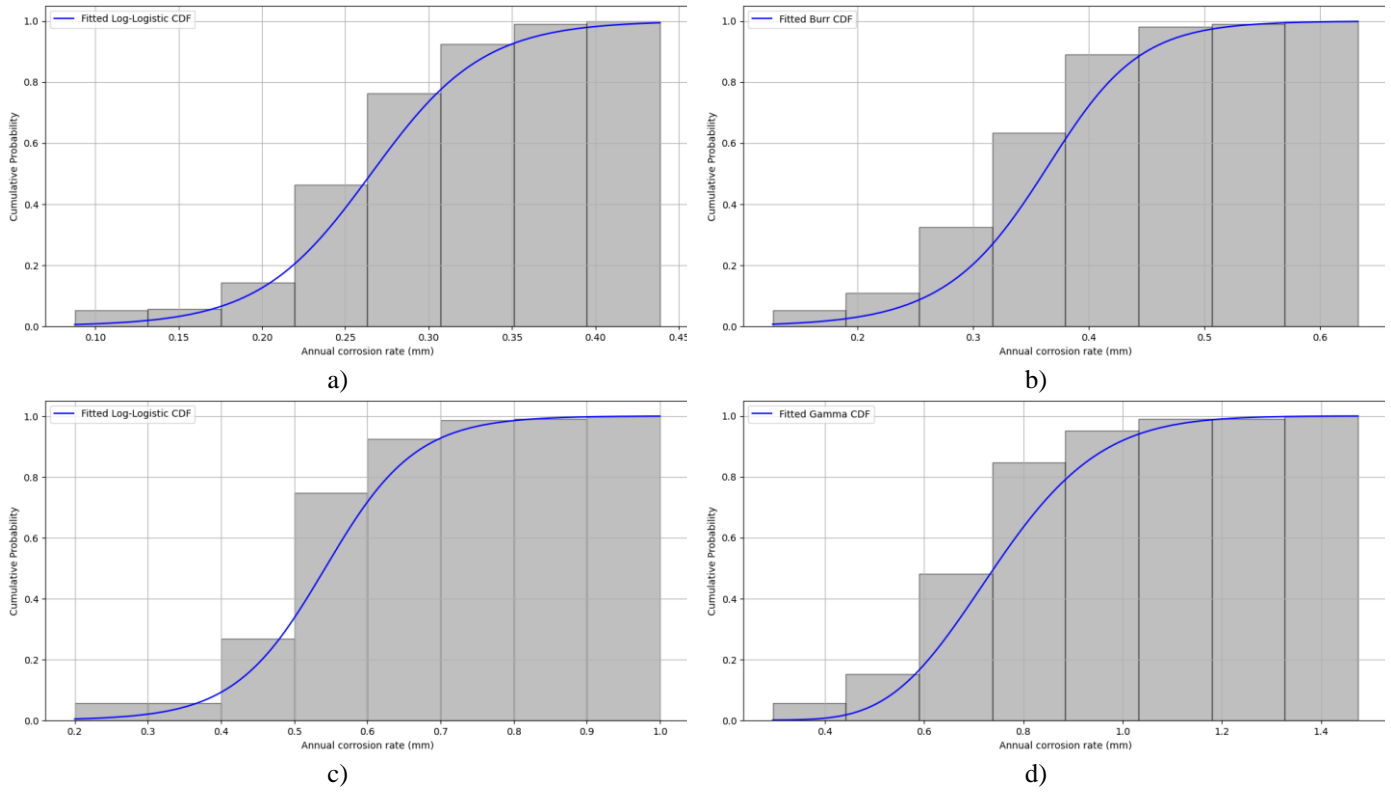 Fitted Log-Logistic CDF
1.0
0.8
0.6
0.4
0.2
0.0
Cumulative Probability
0.10 0.15 0.20 0.25 0.30 0.35 0.40 0.45
Annual corrosion rate (mm)
a)
Fitted Burr CDF
1.0
0.8
0.6
0.4
0.2
0.0
Cumulative Probability
0.2 0.3 0.4 0.5 0.6
Annual corrosion rate (mm)
b)
Fitted Log-Logistic CDF
1.0
0.8
0.6
0.4
0.2
0.0
Cumulative Probability
0.2 0.3 0.4 0.5 0.6 0.7 0.8 0.9 1.0
Annual corrosion rate (mm)
c)
Fitted Gamma CDF
1.0
0.8
0.6
0.4
0.2
0.0
Cumulative Probability
0.4 0.6 0.8 1.0 1.2 1.4
Annual corrosion rate (mm)
d)